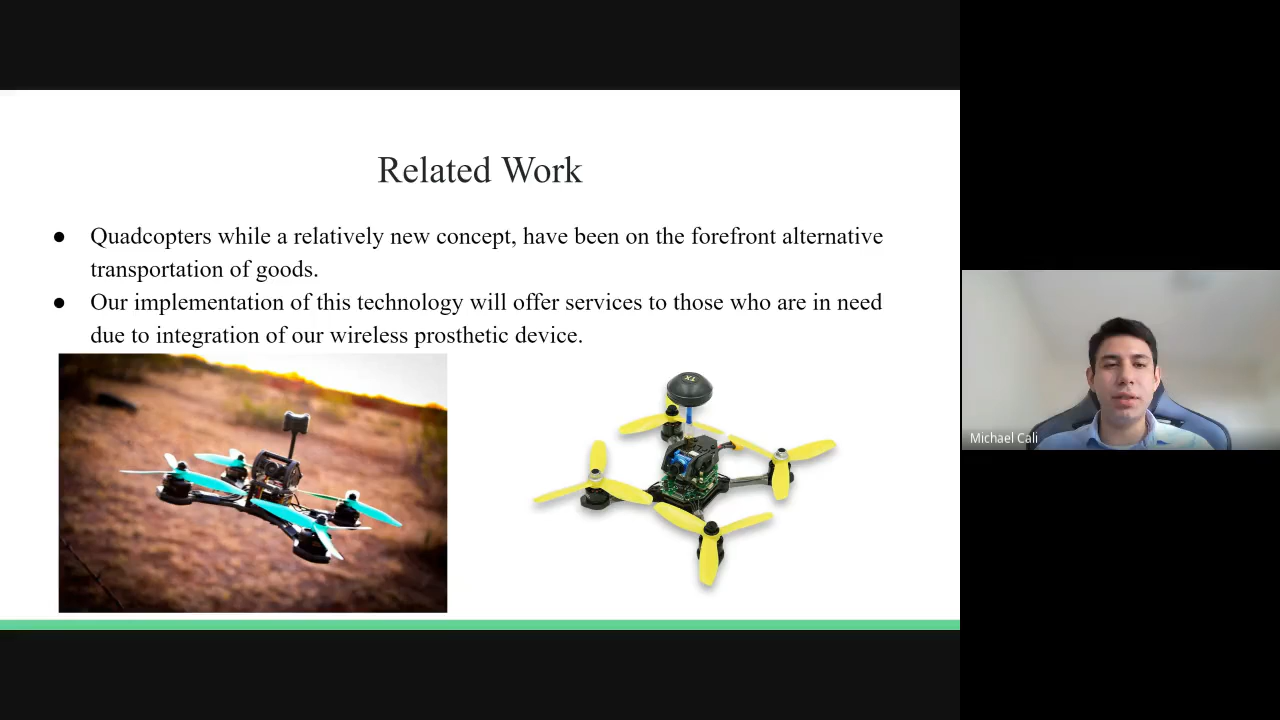 Related Work
● Quadcopters while a relatively new concept, have been on the forefront alternative
transportation of goods.
● Our implementation of this technology will offer services to those who are in need
due to integration of our wireless prosthetic device.
TX
Michael Cali